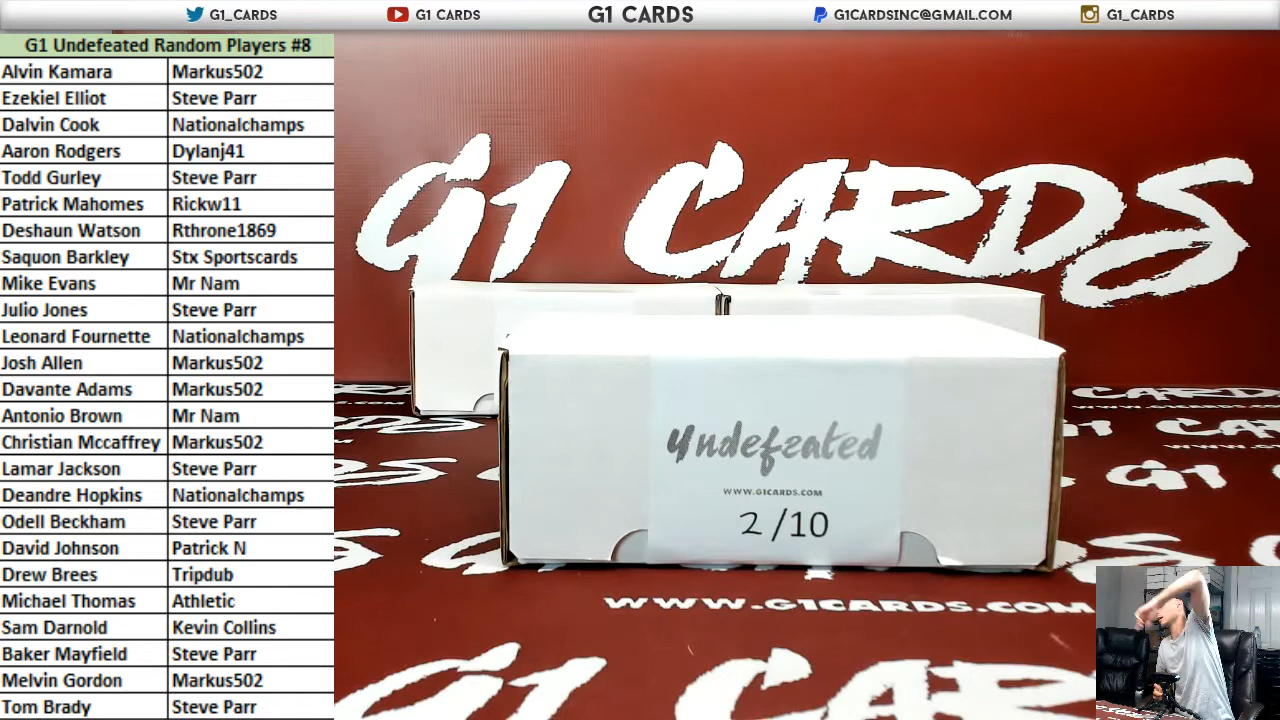 G1_CARDS
G1 CARDS
G1 CARDS
G1CARDSINC@GMAIL.COM
G1_CARDS
G1 Undefeated Random Players #8
Alvin Kamara Markus502
Ezekiel Elliot Steve Parr
Dalvin Cook Nationalchamps
Aaron Rodgers Dylanj41
Todd Gurley Steve Parr
Patrick Mahomes Rickw11
Deshaun Watson Rthrone1869
Saquon Barkley Stx Sportscards
Mike Evans Mr Nam
Julio Jones Steve Parr
Leonard Fournette Nationalchamps
Josh Allen Markus502
Davante Adams Markus502
Antonio Brown Mr Nam
Christian Mccaffrey Markus502
Lamar Jackson Steve Parr
Deandre Hopkins Nationalchamps
Odell Beckham Steve Parr
David Johnson Patrick N
Drew Brees Tripdub
Michael Thomas Athletic
Sam Darnold Kevin Collins
Baker Mayfield Steve Parr
Melvin Gordon Markus502
Tom Brady Steve Parr
G1 CARDS
undefeated
WWW.G1CARDS.COM
2/10
G1
WWW.G1CARDS.COM
G1 CARDS